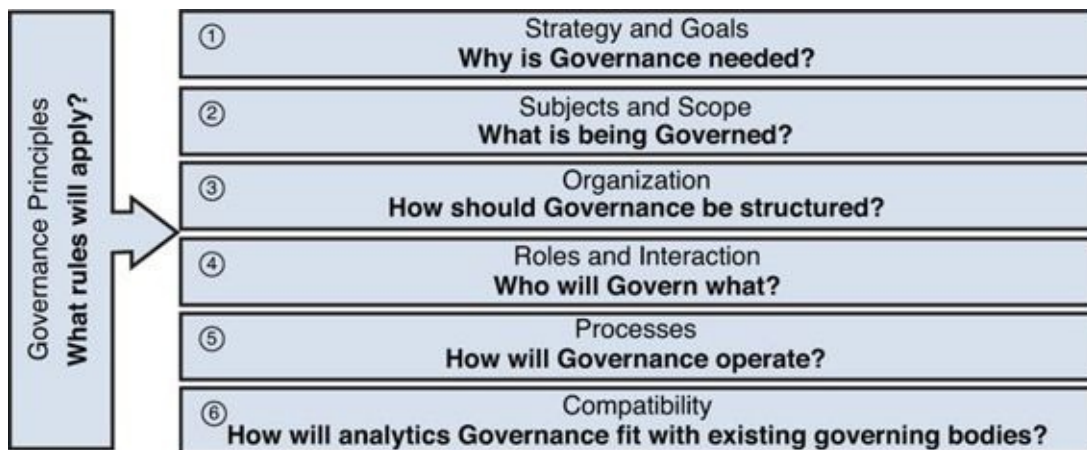 Governance Principles
What rules will apply?
① Strategy and Goals
Why is Governance needed?
② Subjects and Scope
What is being Governed?
③ Organization
How should Governance be structured?
④ Roles and Interaction
Who will Govern what?
⑤ Processes
How will Governance operate?
⑥ Compatibility
How will analytics Governance fit with existing governing bodies?